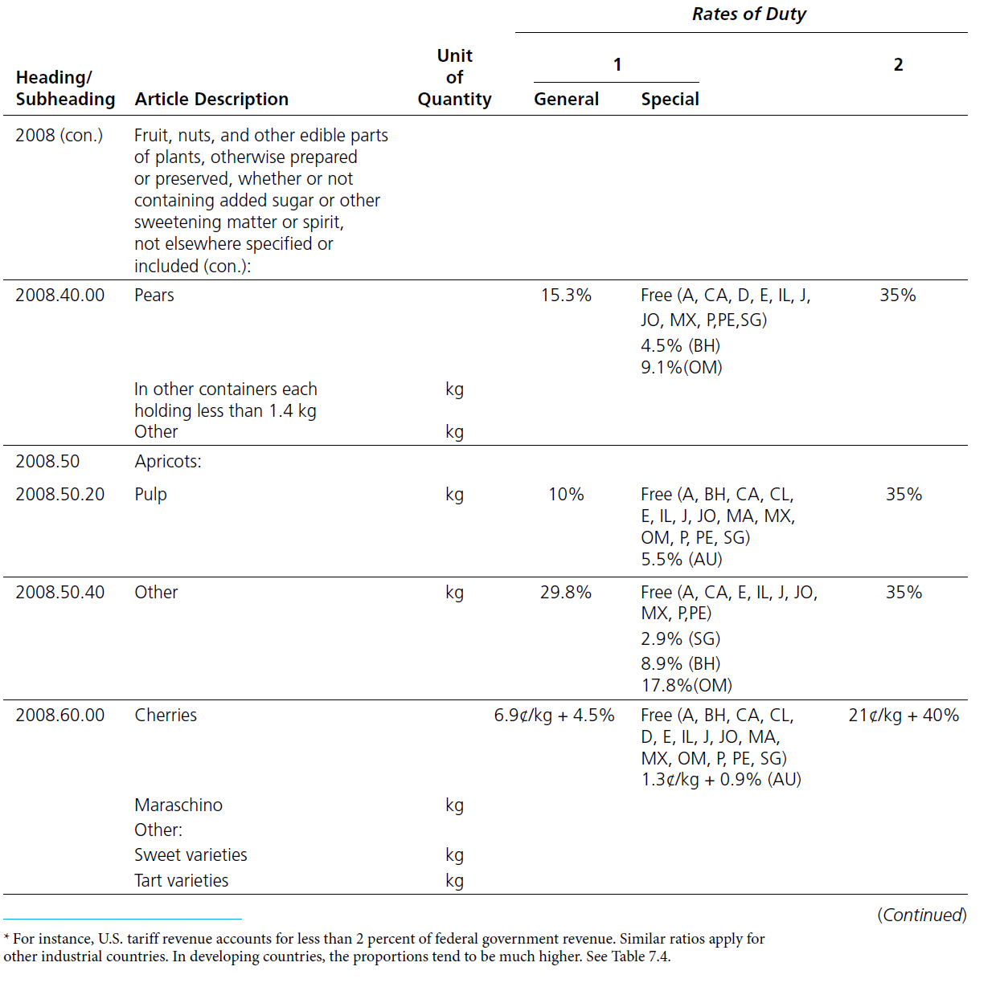 Rates of Duty
Heading/ Subheading Article Description Unit of Quantity 1 General Special 2
2008 (con.) Fruit, nuts, and other edible parts
of plants, otherwise prepared
or preserved, whether or not
containing added sugar or other
sweetening matter or spirit,
not elsewhere specified or
included (con.):
2008.40.00 Pears 15.3% Free (A, CA, D, E, IL, J, 35%
JO, MX, P,PE,SG)
4.5% (BH)
9.1%(OM)
In other containers each kg
holding less than 1.4 kg
Other kg
2008.50 Apricots:
2008.50.20 Pulp kg 10% Free (A, BH, CA, CL, 35%
E, IL, J, JO, MA, MX,
OM, P, PE, SG)
5.5% (AU)
2008.50.40 Other kg 29.8% Free (A, CA, E, IL, J, JO, 35%
MX, P,PE)
2.9% (SG)
8.9% (BH)
17.8%(OM)
2008.60.00 Cherries 6.9¢/kg + 4.5% Free (A, BH, CA, CL, 21¢/kg + 40%
D, E, IL, J, JO, MA,
MX, OM, P, PE, SG)
1.3¢/kg + 0.9% (AU)
Maraschino kg
Other:
Sweet varieties kg
Tart varieties kg
(Continued)
* For instance, U.S. tariff revenue accounts for less than 2 percent of federal government revenue. Similar ratios apply for
other industrial countries. In developing countries, the proportions tend to be much higher. See Table 7.4.